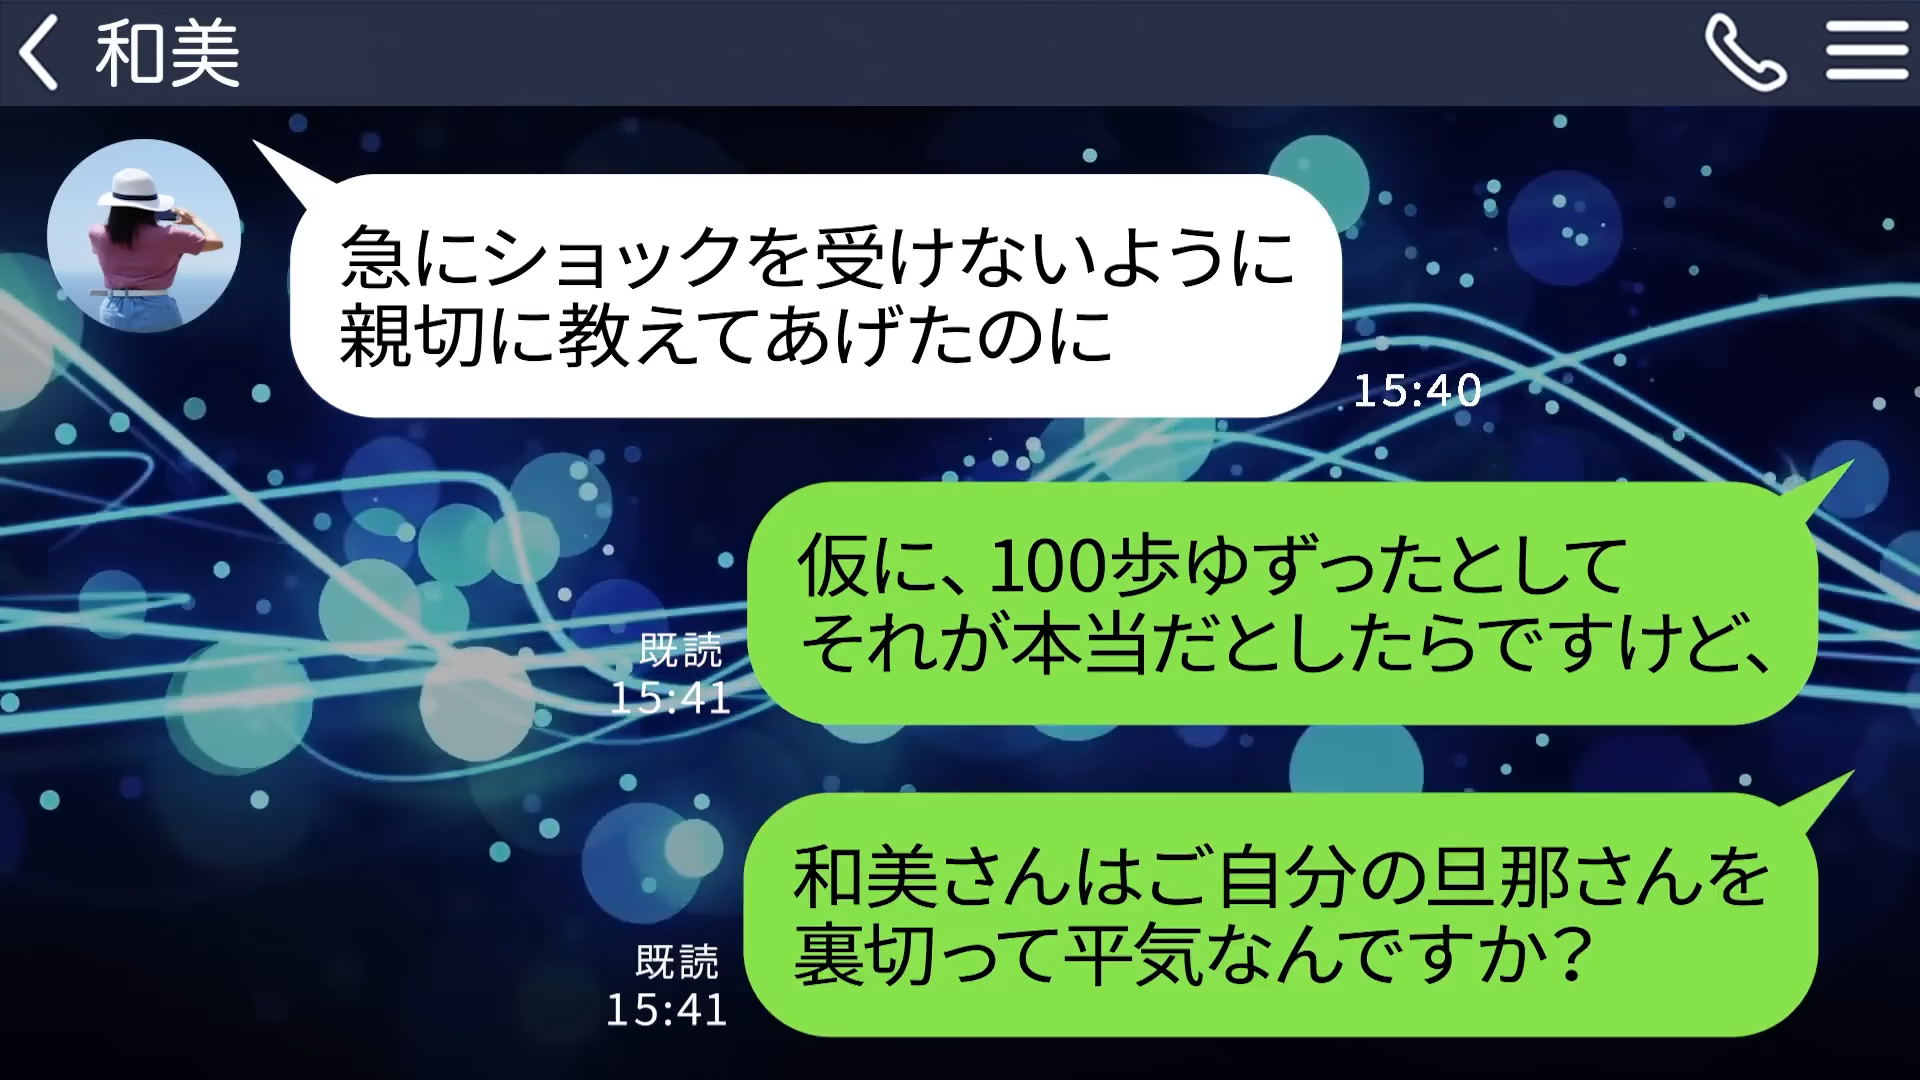 和美
急にショックを受けないように
親切に教えてあげたのに
15:40
仮に、100歩ゆずったとして
それが本当だとしたらですけど、
既読
15:41
和美さんはご自分の旦那さんを
裏切って平気なんですか?
既読
15:41